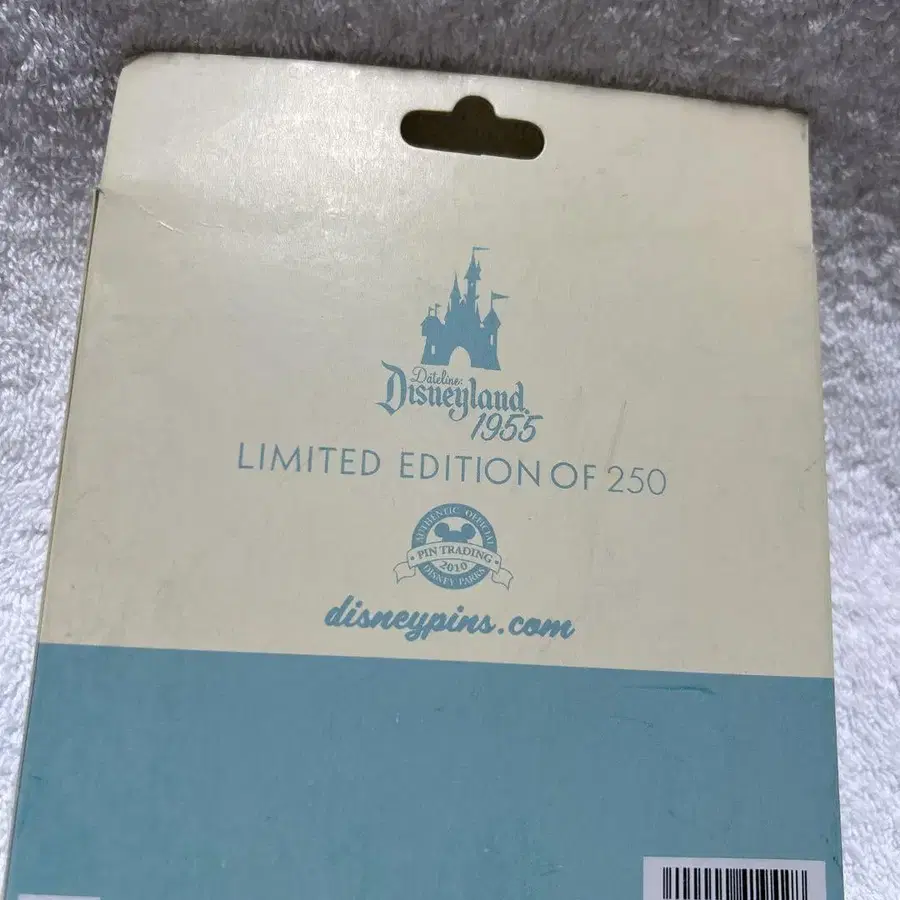 Dateline:
Disneyland
1955
LIMITED EDITION OF 250
AUTHENTIC OFFICIAL
PIN TRADING
2010
DISNEY PARKS
disneypins.com